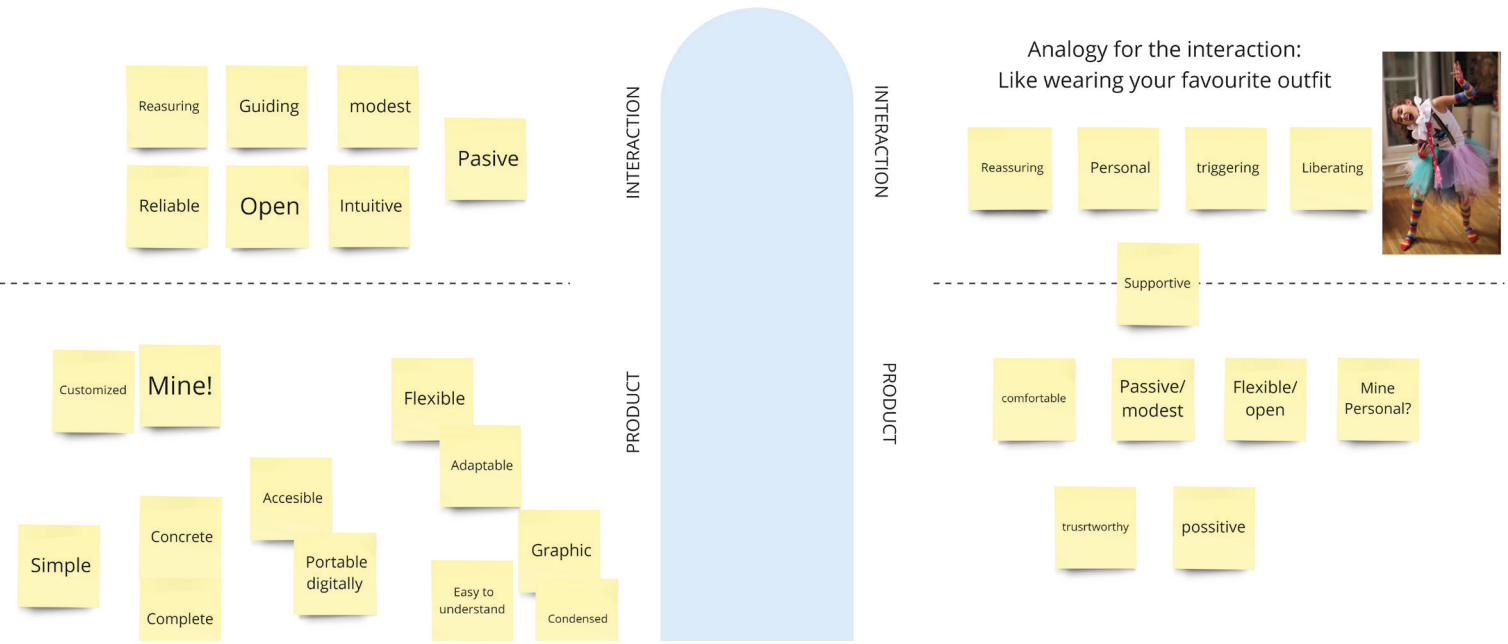 Reasuring
Guiding
modest
Pasive
Reliable
Open
Intuitive
INTERACTION
Customized
Mine!
Flexible
Adaptable
Accesible
Concrete
Simple
Portable
digitally
Graphic
Easy to
understand
Complete
Condensed
PRODUCT
INTERACTION
Analogy for the interaction:
Like wearing your favourite outfit
Reassuring
Personal
triggering
Liberating
Supportive
PRODUCT
comfortable
Passive/
modest
Flexible/
open
Mine
Personal?
trusrtworthy
possitive